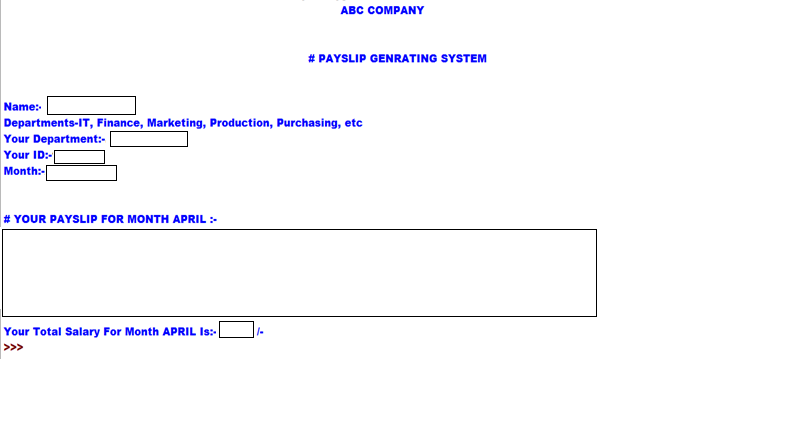 ABC COMPANY
# PAYSLIP GENRATING SYSTEM
Name:-
Departments-IT, Finance, Marketing, Production, Purchasing, etc
Your Department:-
Your ID:-
Month:-
# YOUR PAYSLIP FOR MONTH APRIL :-
Your Total Salary For Month APRIL Is:- /-
>>>